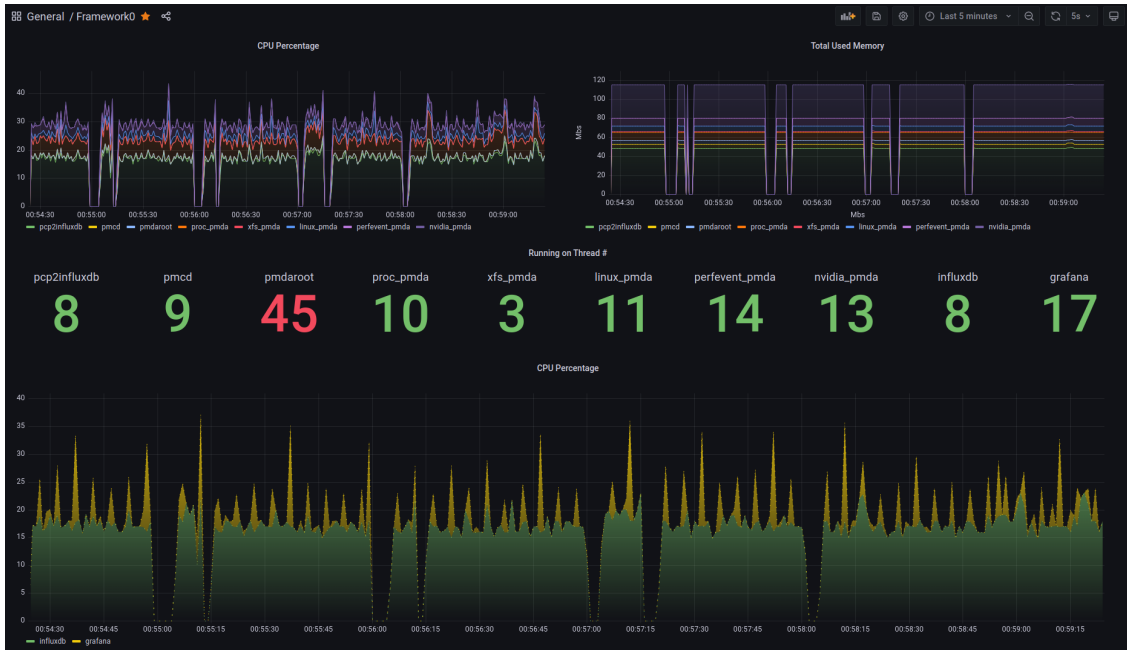 General / Framework0
Last 5 minutes
5s
CPU Percentage
40
30
20
10
0
00:54:30 00:55:00 00:55:30 00:56:00 00:56:30 00:57:00 00:57:30 00:58:00 00:58:30 00:59:00
pcp2influxdb pmcd pmdaroot proc_pmda xfs_pmda linux_pmda perfevent_pmda nvidia_pmda
Total Used Memory
Mbs
120
100
80
60
40
20
0
00:54:30 00:55:00 00:55:30 00:56:00 00:56:30 00:57:00 00:57:30 00:58:00 00:58:30 00:59:00
Mbs
pcp2influxdb pmcd pmdaroot proc_pmda xfs_pmda linux_pmda perfevent_pmda nvidia_pmda
Running on Thread #
pcp2influxdb pmcd pmdaroot proc_pmda xfs_pmda linux_pmda perfevent_pmda nvidia_pmda influxdb grafana
8 9 45 10 3 11 14 13 8 17
CPU Percentage
40
35
30
25
20
15
10
5
0
00:54:30 00:54:45 00:55:00 00:55:15 00:55:30 00:55:45 00:56:00 00:56:15 00:56:30 00:56:45 00:57:00 00:57:15 00:57:30 00:57:45 00:58:00 00:58:15 00:58:30 00:58:45 00:59:00 00:59:15
influxdb grafana